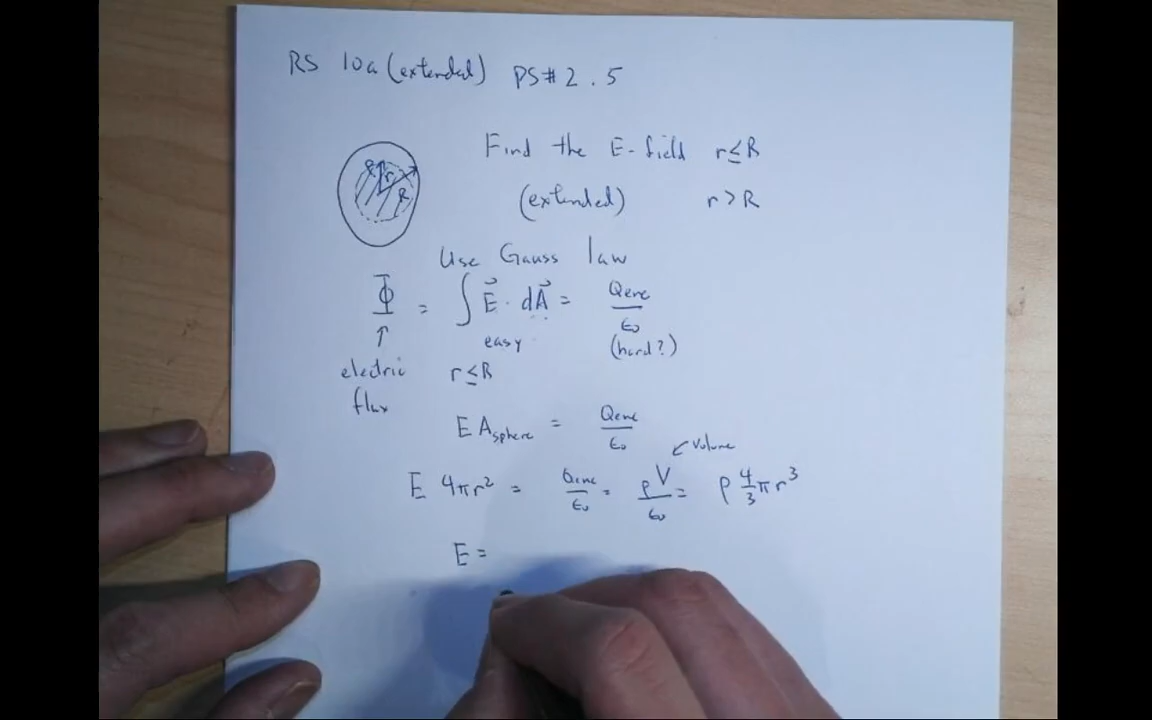 RS 10a (extended) PS# 2.5
Find the E-field r≤R
(extended) r>R
R r R
Use Gauss law
Φ = ∫ E⃗ · dA⃗ = Qenc/ε₀
↑ easy (hard?)
electric r≤R
flux
E A_sphere = Qenc/ε₀
↙ volume
E 4πr² = Qenc/ε₀ = ρV/ε₀ = ρ 4/3 πr³
E =